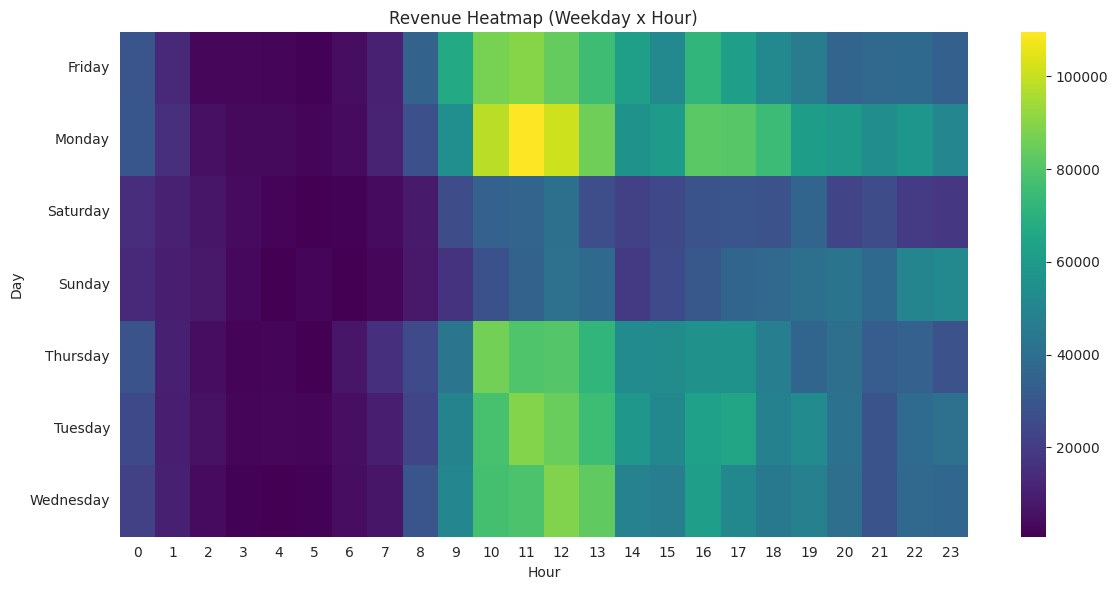 Revenue Heatmap (Weekday x Hour)
Friday
Monday
Saturday
Sunday
Thursday
Tuesday
Wednesday
Day
0 1 2 3 4 5 6 7 8 9 10 11 12 13 14 15 16 17 18 19 20 21 22 23
Hour
100000
80000
60000
40000
20000